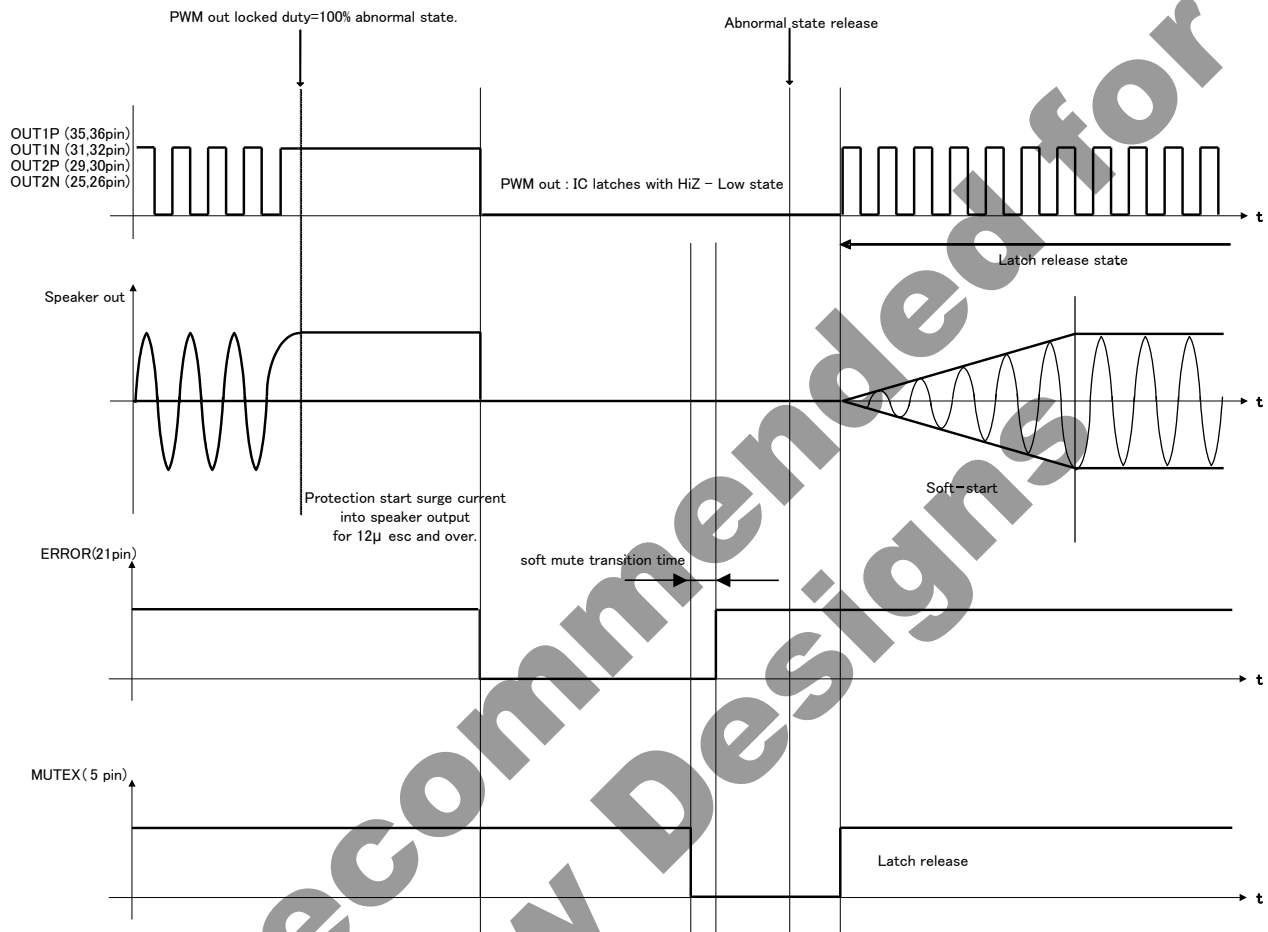 PWM out locked duty=100% abnormal state.
Abnormal state release
OUT1P (35,36pin)
OUT1N (31,32pin)
OUT2P (29,30pin)
OUT2N (25,26pin)
PWM out : IC latches with HiZ – Low state
t
Latch release state
Speaker out
t
Soft-start
Protection start surge current
into speaker output
for 12μ esc and over.
ERROR(21pin)
soft mute transition time
t
MUTEX( 5 pin)
Latch release
t
ecommended for
w Designs